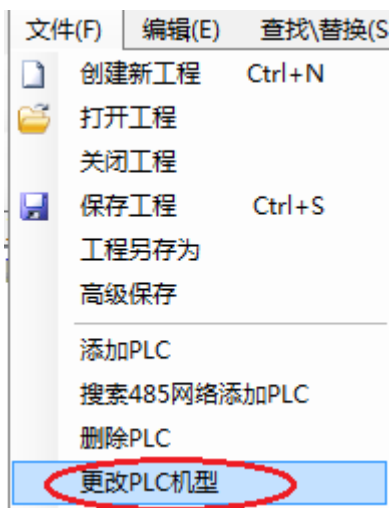 文件(F) 编辑(E) 查找\替换(S
创建新工程 Ctrl+N
打开工程
关闭工程
保存工程 Ctrl+S
工程另存为
高级保存
添加PLC
搜索485网络添加PLC
删除PLC
更改PLC机型